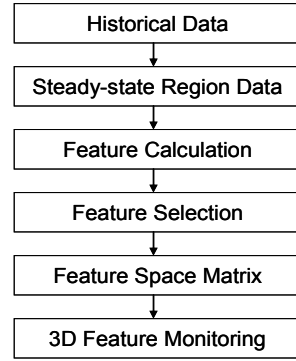 Historical Data
Steady-state Region Data
Feature Calculation
Feature Selection
Feature Space Matrix
3D Feature Monitoring